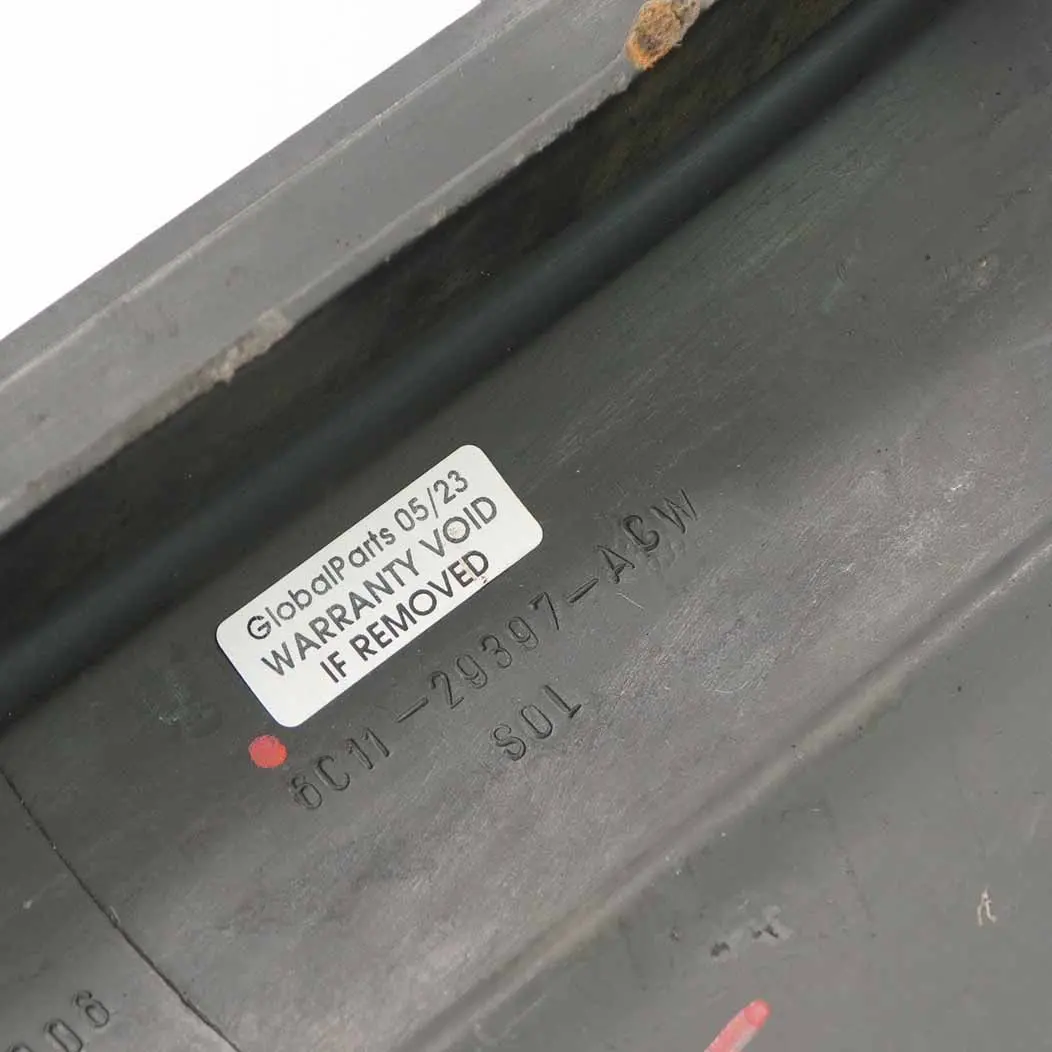 GlobalParts 05/23
WARRANTY VOID
IF REMOVED
6C11-29397-ACW
SOL